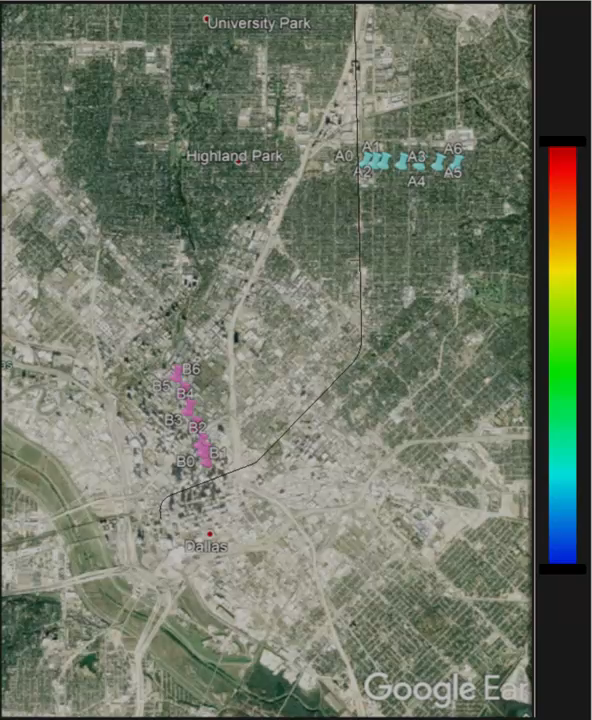 University Park
Highland Park
A0
A1
A2
A3
A4
A5
A6
B6
B5
B4
B3
B2
B1
B0
Dallas
Google Ear